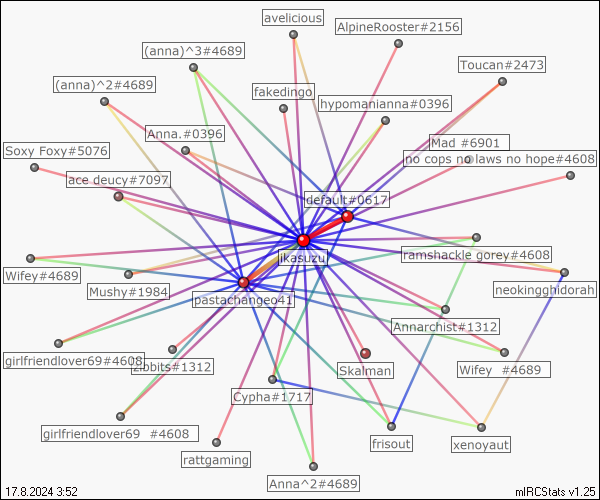 avelicious
AlpineRooster#2156
(anna)^3#4689
Toucan#2473
(anna)^2#4689
fakedingo
hypomanianna#0396
Anna.#0396
Mad #6901
Soxy Foxy#5076
no cops no laws no hope#4608
ace deucy#7097
default#0617
ikasuzu
ramshackle gorey#4608
Wifey#4689
Mushy#1984
pastachangeo41
neokingghidorah
Annarchist#1312
girlfriendlover69#4608
zibbits#1312
Skalman
Wifey #4689
Cypha#1717
girlfriendlover69 #4608
frisout
xenoyaut
rattgaming
Anna^2#4689
17.8.2024 3:52
mIRCStats v1.25